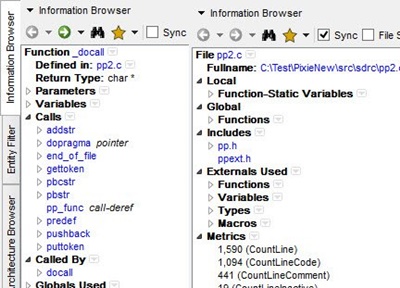 Information Browser
Entity Filter
Architecture Browser
Information Browser
Sync
Function _docall
Defined in: pp2.c
Return Type: char *
Parameters
Variables
Calls
addstr
dopragma pointer
end_of_file
gettoken
pbcstr
pbstr
pp_func call-deref
predef
pushback
puttoken
Called By
docall
Globals Used
Information Browser
Sync
S
File pp2.c
Fullname: C:\Test\PixieNew\src\sdrc\pp2.c
Local
Function-Static Variables
Global
Functions
Includes
pp.h
ppext.h
Externals Used
Functions
Variables
Types
Macros
Metrics
1,590 (CountLine)
1,094 (CountLineCode)
441 (CountLineComment)
19 (CountLineInactive)